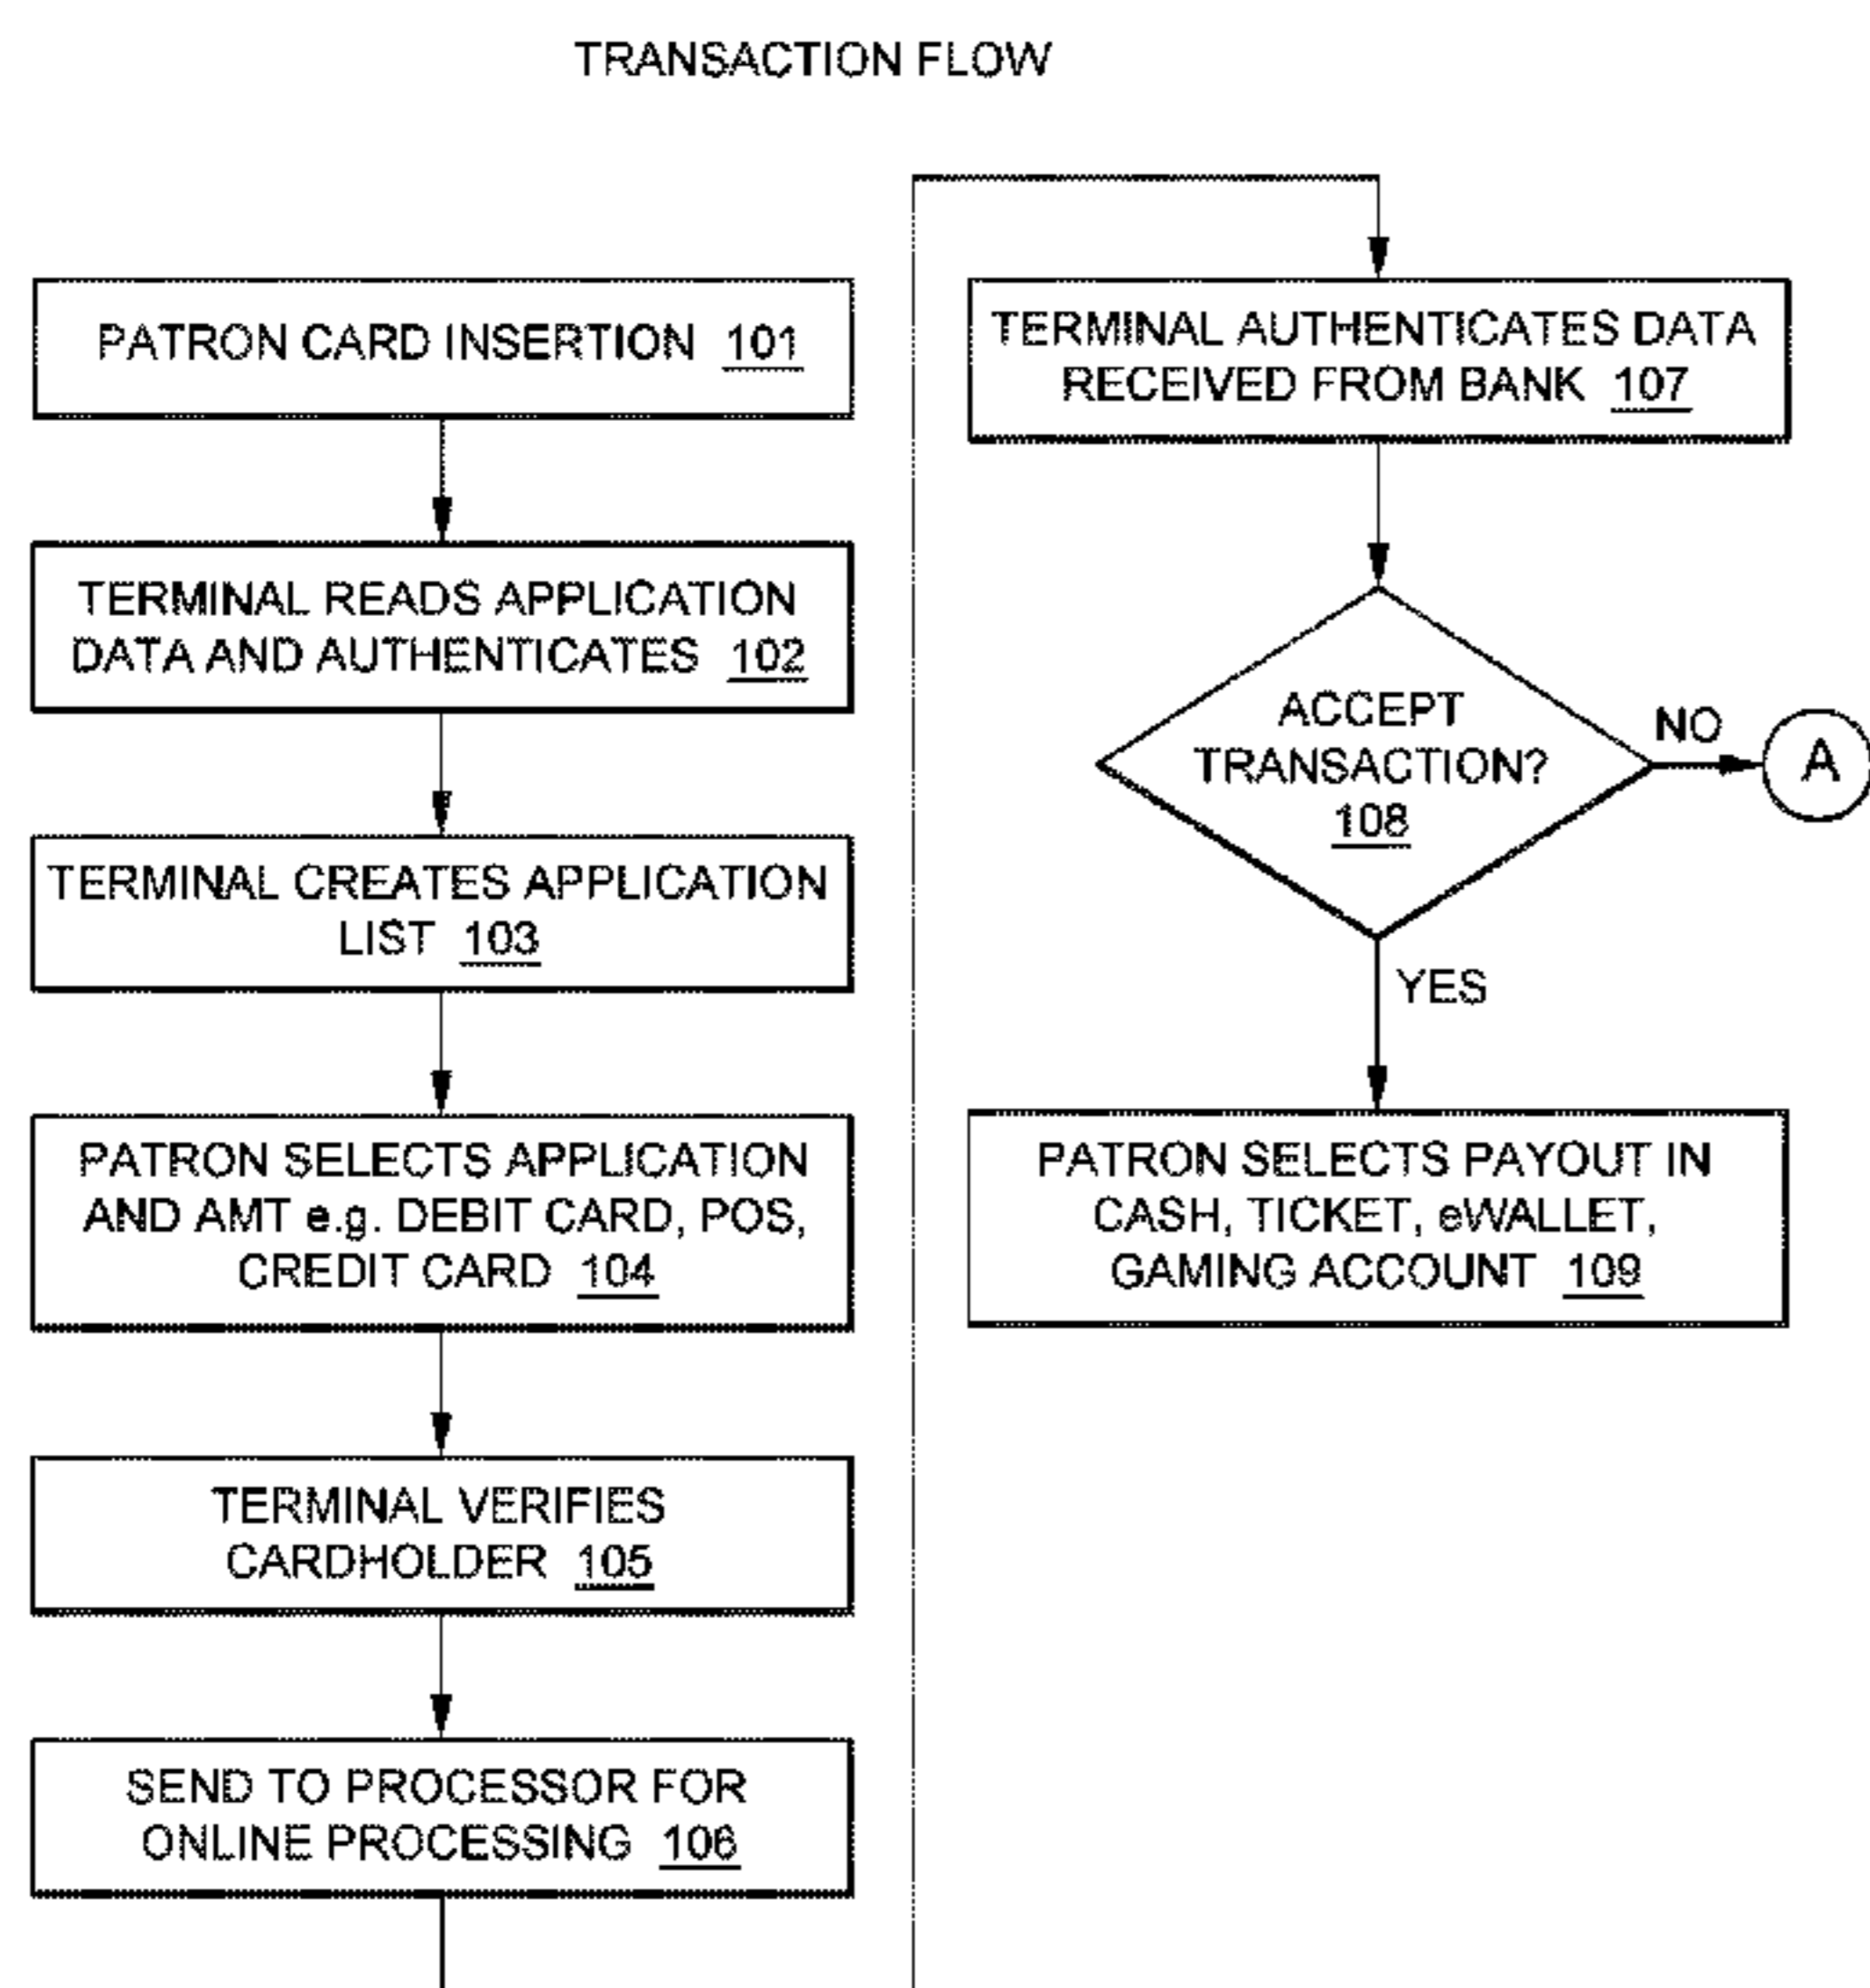 TRANSACTION FLOW
PATRON CARD INSERTION 101
TERMINAL READS APPLICATION
DATA AND AUTHENTICATES 102
TERMINAL CREATES APPLICATION
LIST 103
PATRON SELECTS APPLICATION
AND AMT e.g. DEBIT CARD, POS,
CREDIT CARD 104
TERMINAL VERIFIES
CARDHOLDER 105
SEND TO PROCESSOR FOR
ONLINE PROCESSING 106
TERMINAL AUTHENTICATES DATA
RECEIVED FROM BANK 107
ACCEPT
TRANSACTION?
108
NO
A
YES
PATRON SELECTS PAYOUT IN
CASH, TICKET, eWALLET,
GAMING ACCOUNT 109